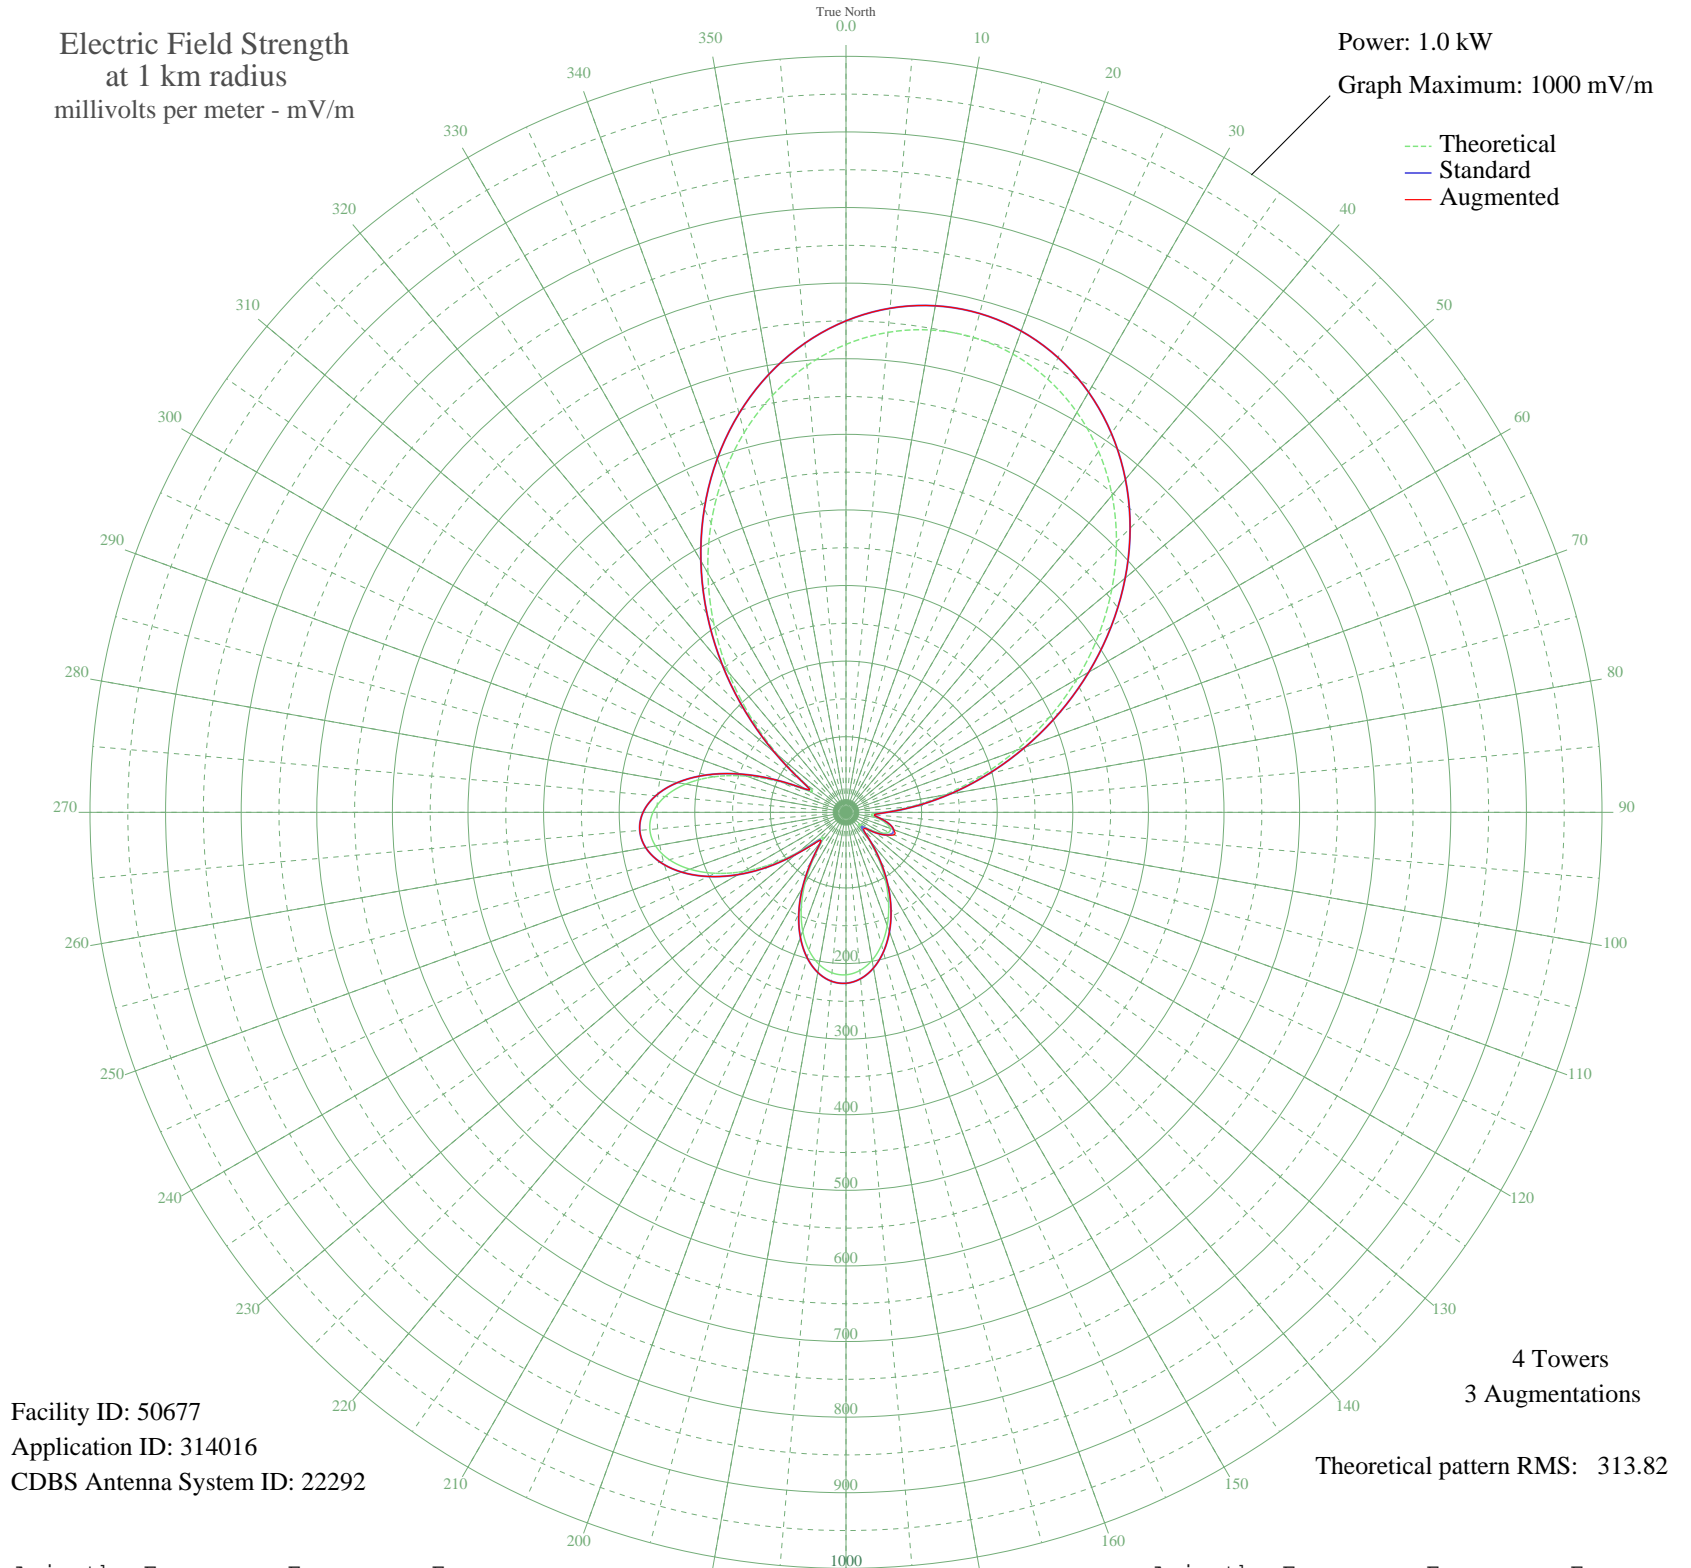 True North
0.0
Electric Field Strength
at 1 km radius
millivolts per meter - mV/m
Power: 1.0 kW
Graph Maximum: 1000 mV/m
Theoretical
Standard
Augmented
10
20
30
40
50
60
70
80
90
100
110
120
130
140
150
160
200
210
220
230
240
250
260
270
280
290
300
310
320
330
340
350
200
300
400
500
600
700
800
900
1000
4 Towers
3 Augmentations
Theoretical pattern RMS: 313.82
Facility ID: 50677
Application ID: 314016
CDBS Antenna System ID: 22292